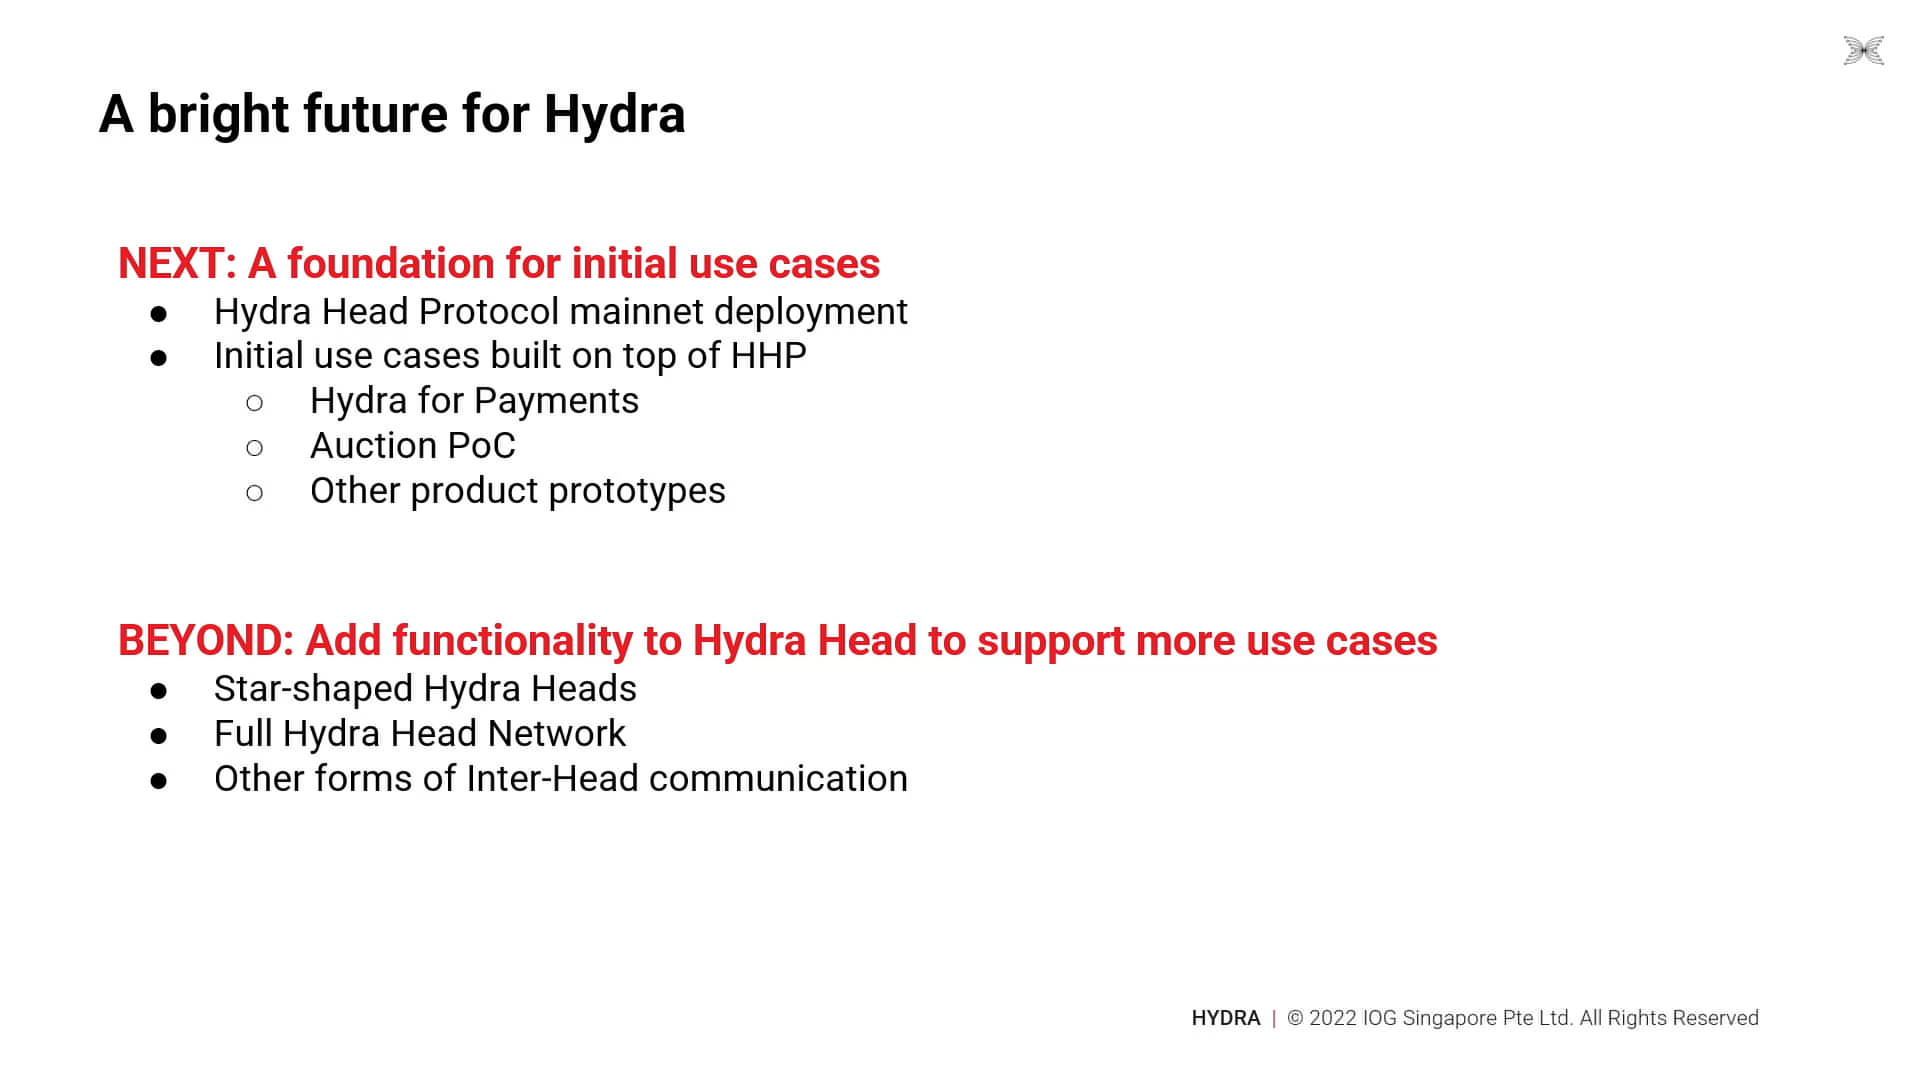 A bright future for Hydra
NEXT: A foundation for initial use cases
● Hydra Head Protocol mainnet deployment
● Initial use cases built on top of HHP
○ Hydra for Payments
○ Auction PoC
○ Other product prototypes
BEYOND: Add functionality to Hydra Head to support more use cases
● Star-shaped Hydra Heads
● Full Hydra Head Network
● Other forms of Inter-Head communication
HYDRA | © 2022 IOG Singapore Pte Ltd. All Rights Reserved